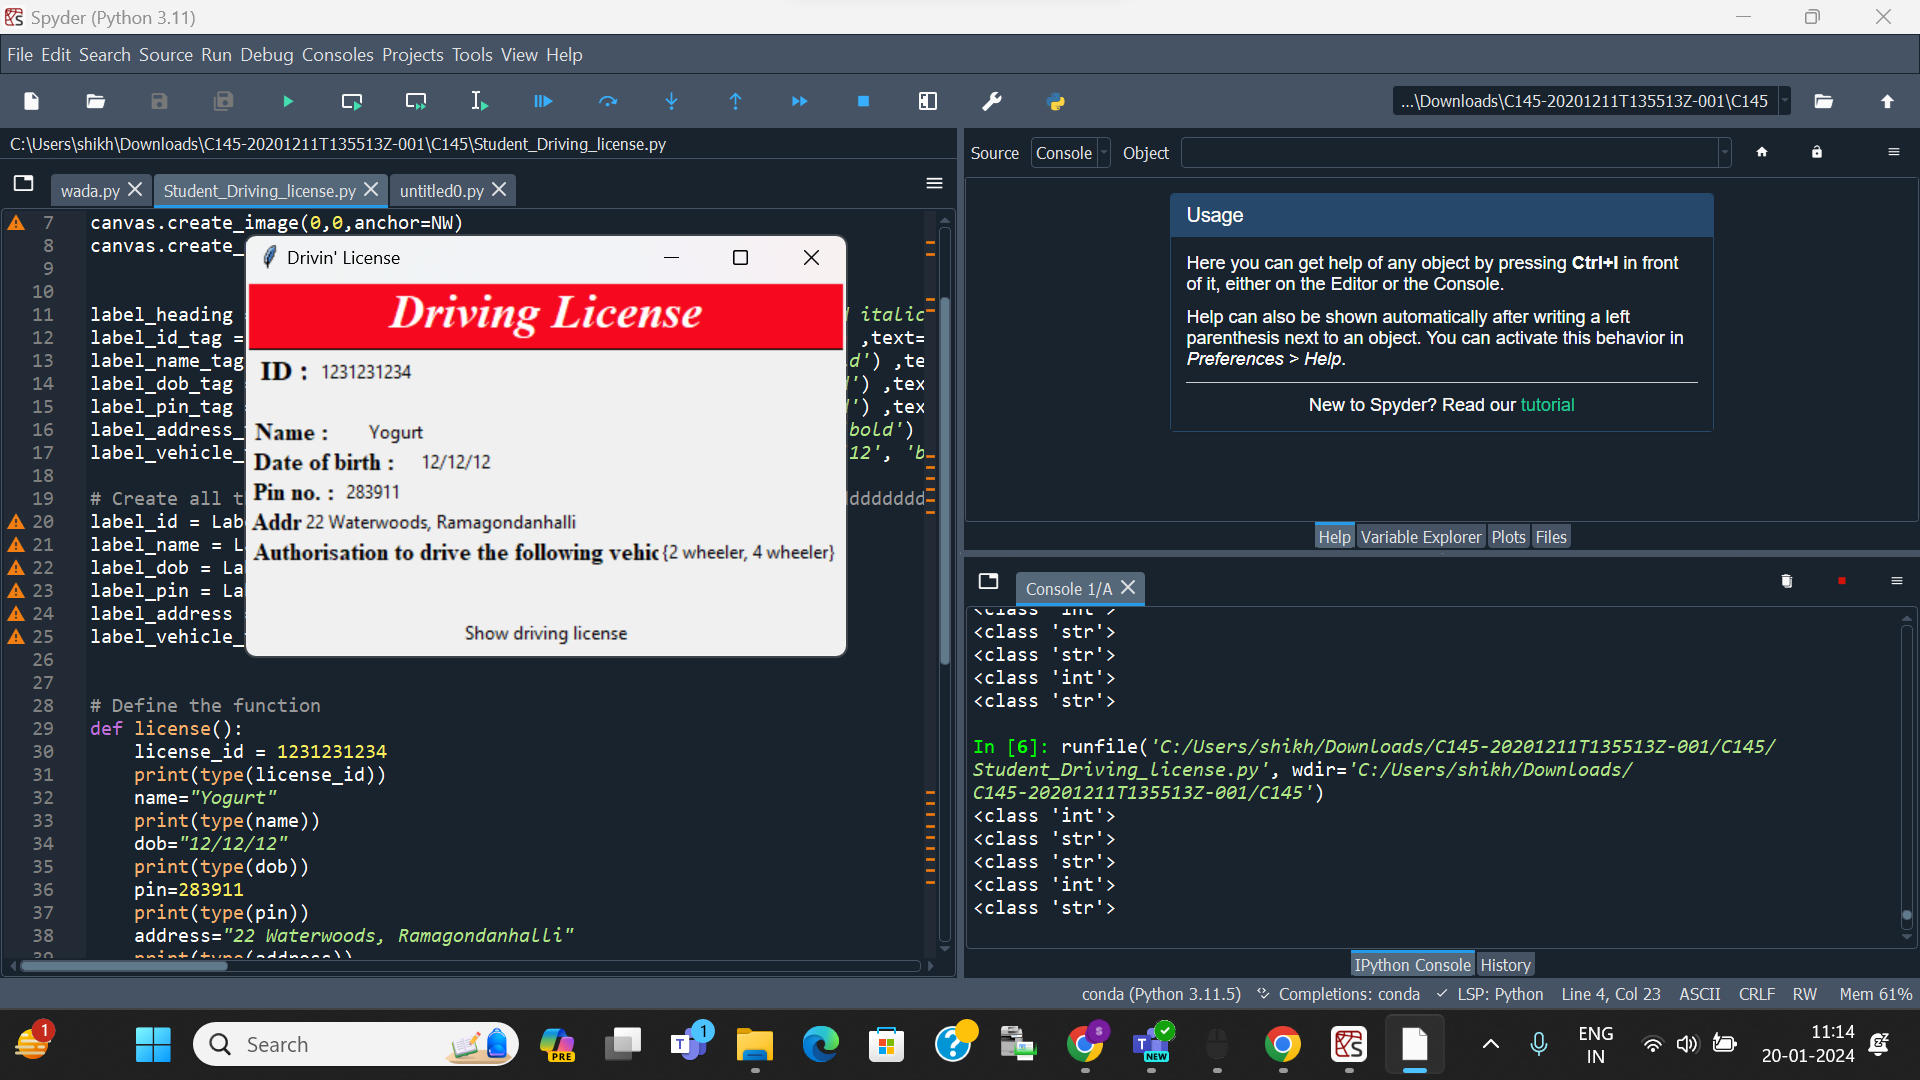 Spyder (Python 3.11)
File Edit Search Source Run Debug Consoles Projects Tools View Help
...\Downloads\C145-20201211T135513Z-001\C145
C:\Users\shikh\Downloads\C145-20201211T135513Z-001\C145\Student_Driving_license.py
wada.py
Student_Driving_license.py
untitled0.py
7 canvas.create_image(0,0,anchor=NW)
8 canvas.create_
9
10
11 label_heading italic
12 label_id_tag = ,text=
13 label_name_tag d') ,te
14 label_dob_tag ') ,tex
15 label_pin_tag ') ,tex
16 label_address_ bold')
17 label_vehicle_ 12', 'b
18
19 # Create all t dddddddd
20 label_id = Lab
21 label_name = L
22 label_dob = La
23 label_pin = La
24 label_address
25 label_vehicle_
26
27
28 # Define the function
29 def license():
30 license_id = 1231231234
31 print(type(license_id))
32 name="Yogurt"
33 print(type(name))
34 dob="12/12/12"
35 print(type(dob))
36 pin=283911
37 print(type(pin))
38 address="22 Waterwoods, Ramagondanhalli"
39 print(type(address))
Drivin' License
Driving License
ID : 1231231234
Name : Yogurt
Date of birth : 12/12/12
Pin no. : 283911
Addr 22 Waterwoods, Ramagondanhalli
Authorisation to drive the following vehic {2 wheeler, 4 wheeler}
Show driving license
Source Console Object
Usage
Here you can get help of any object by pressing Ctrl+I in front
of it, either on the Editor or the Console.
Help can also be shown automatically after writing a left
parenthesis next to an object. You can activate this behavior in
Preferences > Help.
New to Spyder? Read our tutorial
Help Variable Explorer Plots Files
Console 1/A
<class 'int'>
<class 'str'>
<class 'str'>
<class 'int'>
<class 'str'>
In [6]: runfile('C:/Users/shikh/Downloads/C145-20201211T135513Z-001/C145/
Student_Driving_license.py', wdir='C:/Users/shikh/Downloads/
C145-20201211T135513Z-001/C145')
<class 'int'>
<class 'str'>
<class 'str'>
<class 'int'>
<class 'str'>
IPython Console History
conda (Python 3.11.5) Completions: conda LSP: Python Line 4, Col 23 ASCII CRLF RW Mem 61%
1
Search
PRE
1
T
?
S
T
NEW
ENG
IN
11:14
20-01-2024